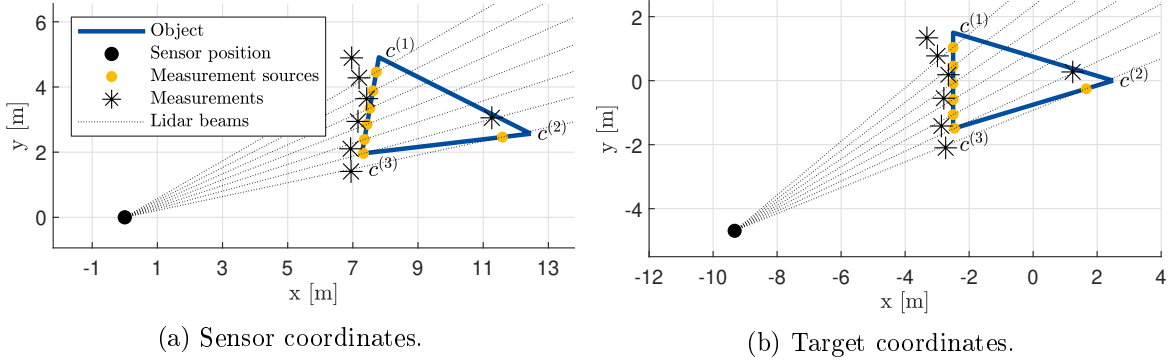 6
4
2
0
y [m]
Object
Sensor position
Measurement sources
Measurements
Lidar beams
c^(1)
c^(2)
c^(3)
-1 1 3 5 7 9 11 13
x [m]
(a) Sensor coordinates.
2
0
-2
-4
y [m]
c^(1)
c^(2)
c^(3)
-12 -10 -8 -6 -4 -2 0 2 4
x [m]
(b) Target coordinates.